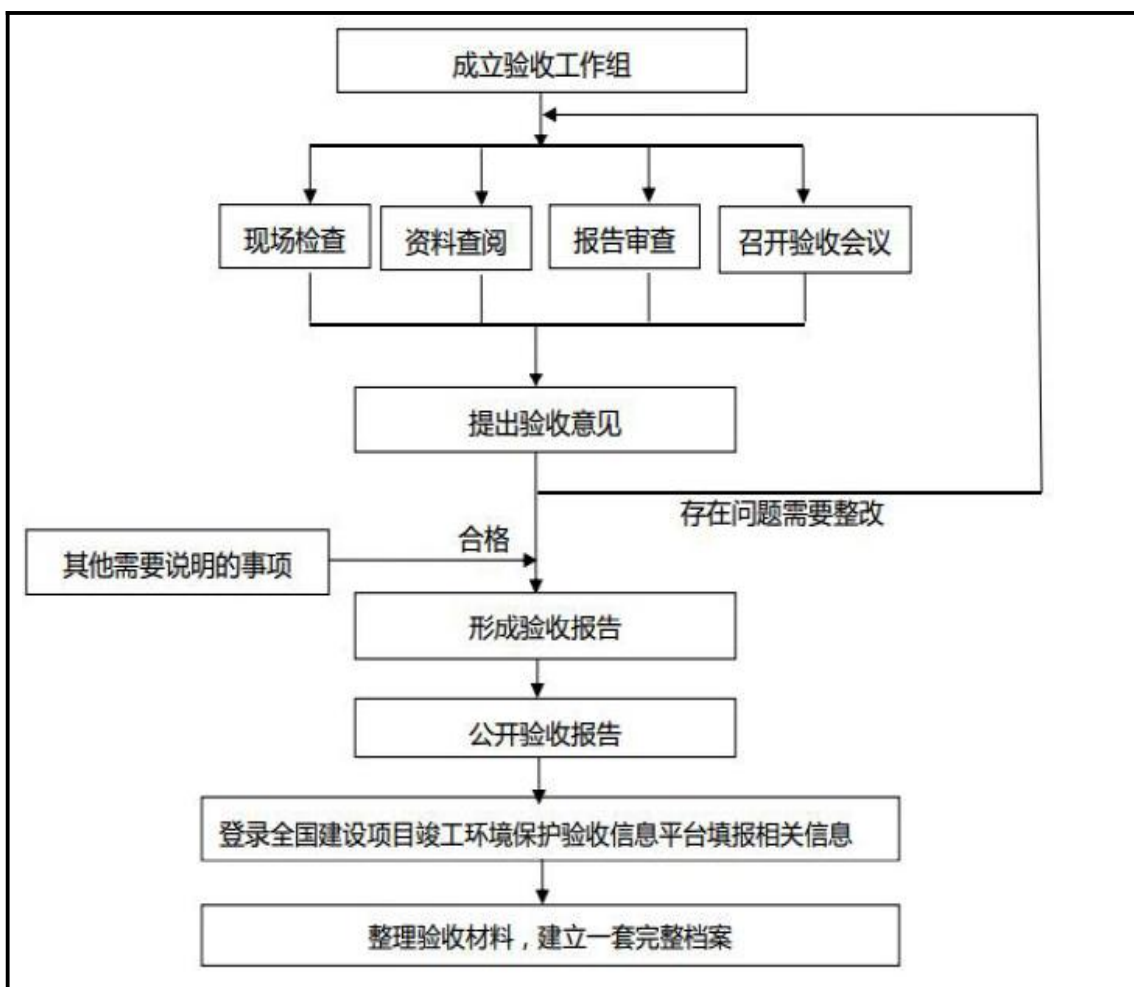 成立验收工作组
现场检查
资料查阅
报告审查
召开验收会议
提出验收意见
存在问题需要整改
合格
其他需要说明的事项
形成验收报告
公开验收报告
登录全国建设项目竣工环境保护验收信息平台填报相关信息
整理验收材料，建立一套完整档案